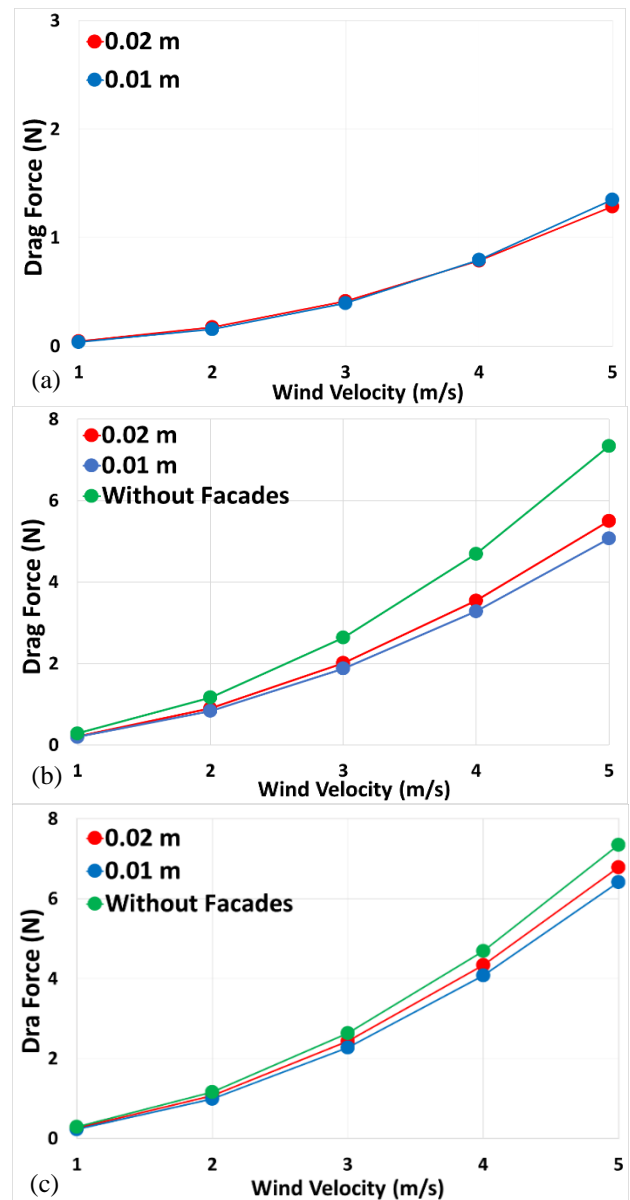 3
0.02 m
0.01 m
2
Drag Force (N)
1
0
1 2 3 4 5
(a)
Wind Velocity (m/s)
8
0.02 m
0.01 m
6
Without Facades
Drag Force (N)
4
2
0
1 2 3 4 5
(b)
Wind Velocity (m/s)
8
0.02 m
0.01 m
6
Without Facades
Dra Force (N)
4
2
0
1 2 3 4 5
(c)
Wind Velocity (m/s)